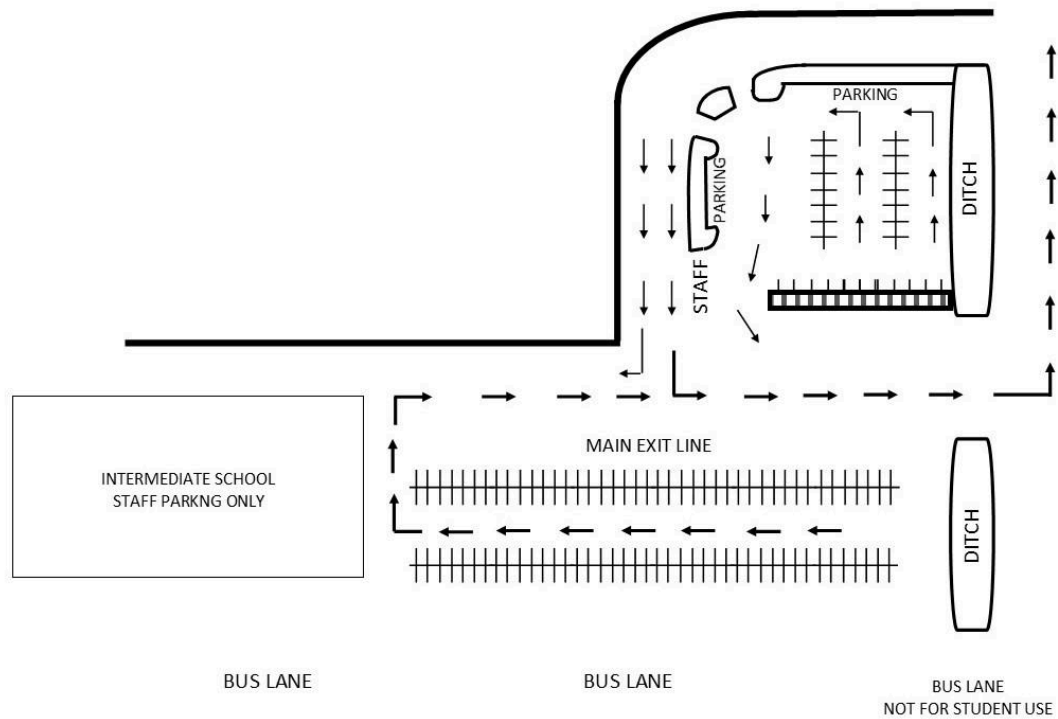 PARKING
PARKING
STAFF
DITCH
MAIN EXIT LINE
INTERMEDIATE SCHOOL
STAFF PARKNG ONLY
DITCH
BUS LANE
BUS LANE
BUS LANE
NOT FOR STUDENT USE